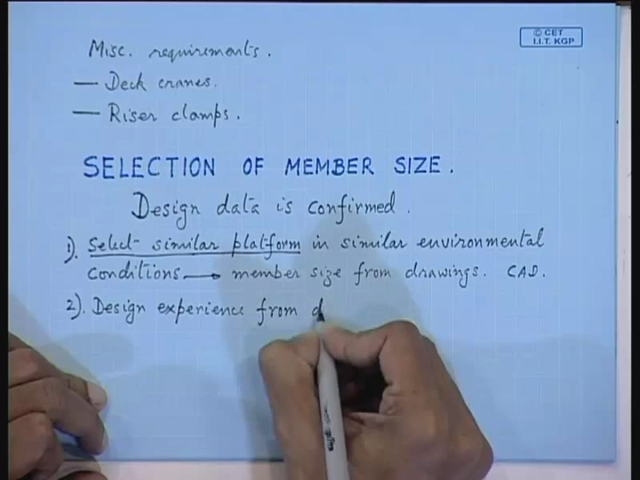 © CET
I.I.T. KGP
Misc. requirements.
— Deck cranes.
— Riser clamps.
SELECTION OF MEMBER SIZE.
Design data is confirmed.
1). Select similar platform in similar environmental
conditions → member size from drawings. CAD.
2). Design experience from d